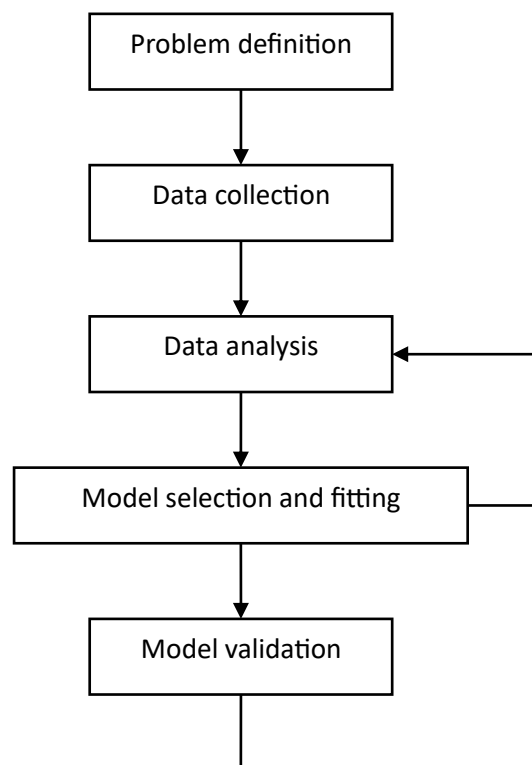 Problem definition
Data collection
Data analysis
Model selection and fitting
Model validation